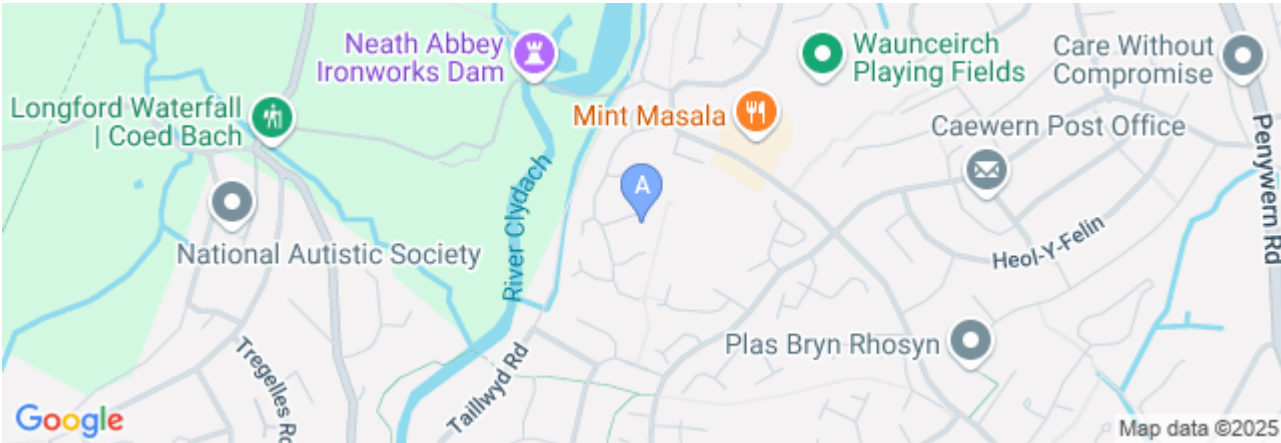 Neath Abbey
Ironworks Dam
Waunceirch
Playing Fields
Care Without
Compromise
Longford Waterfall
| Coed Bach
Mint Masala
Caewern Post Office
Penywern Rd
A
River Clydach
National Autistic Society
Heol-Y-Felin
Plas Bryn Rhosyn
Tregelles Rd
Taillwyd Rd
Google
Map data ©2025